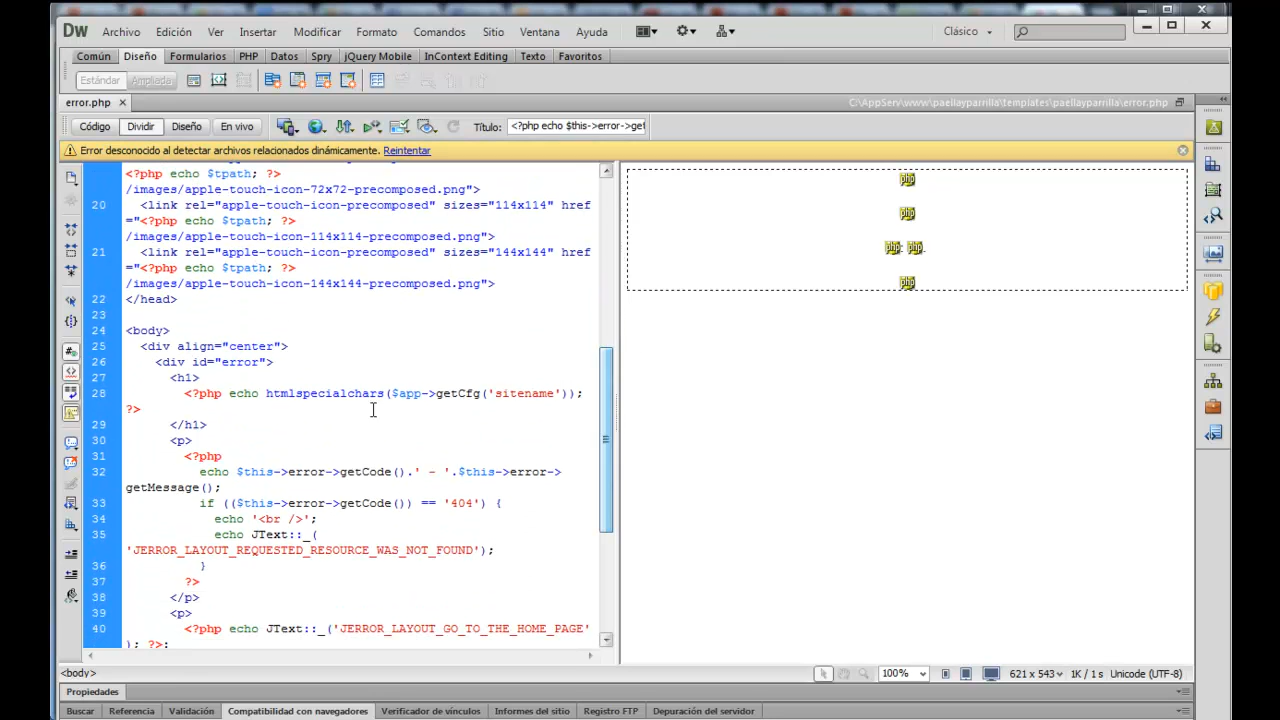 Dw Archivo Edición Ver Insertar Modificar Formato Comandos Sitio Ventana Ayuda Clásico
Común Diseño Formularios PHP Datos Spry jQuery Mobile InContext Editing Texto Favoritos
Estándar Ampliada
error.php C:\AppServ\www\paellayparrilla\templates\paellayparrilla\error.php
Código Dividir Diseño En vivo Título: <?php echo $this->error->get
Error desconocido al detectar archivos relacionados dinámicamente. Reintentar
<?php echo $tpath; ?>
/images/apple-touch-icon-72x72-precomposed.png">
20 <link rel="apple-touch-icon-precomposed" sizes="114x114" href
="<?php echo $tpath; ?>
/images/apple-touch-icon-114x114-precomposed.png">
21 <link rel="apple-touch-icon-precomposed" sizes="144x144" href
="<?php echo $tpath; ?>
/images/apple-touch-icon-144x144-precomposed.png">
22 </head>
23
24 <body>
25 <div align="center">
26 <div id="error">
27 <h1>
28 <?php echo htmlspecialchars($app->getCfg('sitename'));
?>
29 </h1>
30 <p>
31 <?php
32 echo $this->error->getCode().' - '.$this->error->
getMessage();
33 if (($this->error->getCode()) == '404') {
34 echo '<br />';
35 echo JText::_(
'JERROR_LAYOUT_REQUESTED_RESOURCE_WAS_NOT_FOUND');
36 }
37 ?>
38 </p>
39 <p>
40 <?php echo JText::_('JERROR_LAYOUT_GO_TO_THE_HOME_PAGE'
); ?>:
php
php
php: php.
php
<body> 100% 621 x 543 1K / 1 s Unicode (UTF-8)
Propiedades
Buscar Referencia Validación Compatibilidad con navegadores Verificador de vínculos Informes del sitio Registro FTP Depuración del servidor